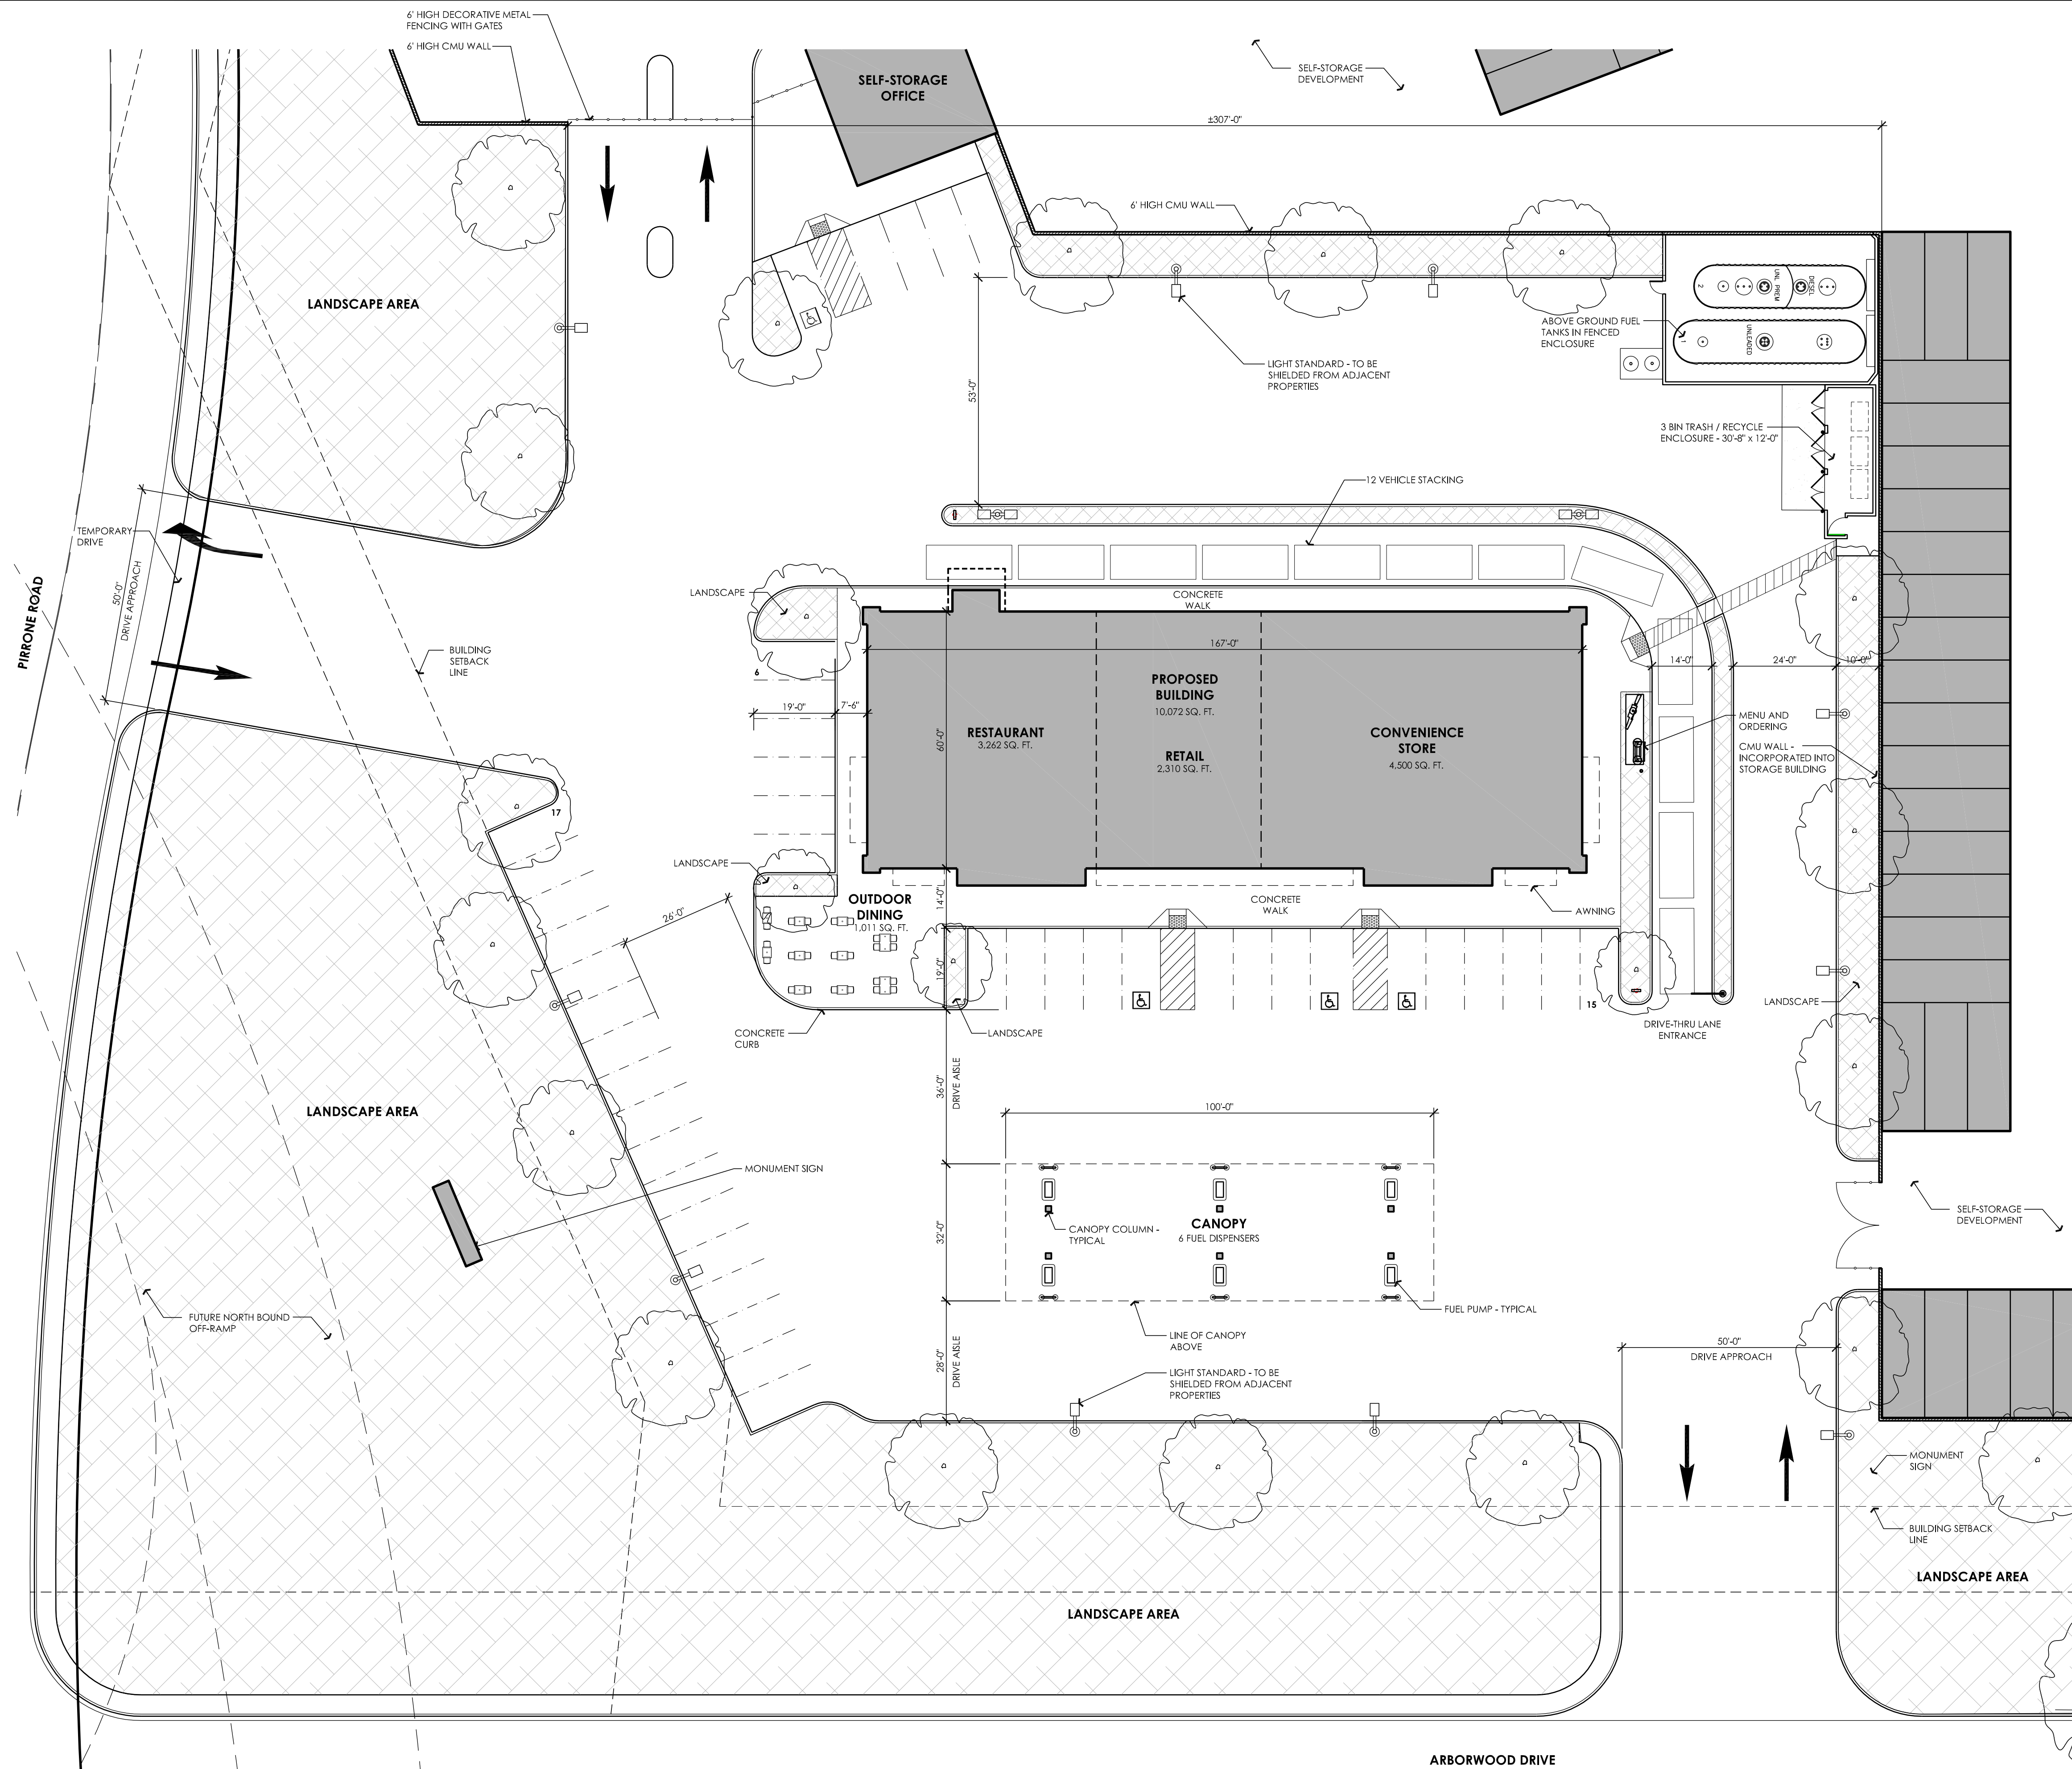 6' HIGH DECORATIVE METAL
FENCING WITH GATES
6' HIGH CMU WALL
SELF-STORAGE
OFFICE
SELF-STORAGE
DEVELOPMENT
±307'-0"
6' HIGH CMU WALL
LANDSCAPE AREA
2
UNL PREM
DIESEL
1
UNLEADED
ABOVE GROUND FUEL
TANKS IN FENCED
ENCLOSURE
LIGHT STANDARD - TO BE
SHIELDED FROM ADJACENT
PROPERTIES
53'-0"
3 BIN TRASH / RECYCLE
ENCLOSURE - 30'-8" x 12'-0"
12 VEHICLE STACKING
TEMPORARY
DRIVE
50'-0"
DRIVE APPROACH
PIRRONE ROAD
LANDSCAPE
CONCRETE
WALK
BUILDING
SETBACK
LINE
6
167'-0"
14'-0"
24'-0"
10'-0"
19'-0"
7'-6"
60'-0"
PROPOSED
BUILDING
10,072 SQ. FT.
RESTAURANT
3,262 SQ. FT.
RETAIL
2,310 SQ. FT.
CONVENIENCE
STORE
4,500 SQ. FT.
MENU AND
ORDERING
CMU WALL -
INCORPORATED INTO
STORAGE BUILDING
17
LANDSCAPE
26'-0"
OUTDOOR
DINING
1,011 SQ. FT.
14'-0"
CONCRETE
WALK
AWNING
19'-0"
15
CONCRETE
CURB
LANDSCAPE
DRIVE-THRU LANE
ENTRANCE
LANDSCAPE
36'-0"
DRIVE AISLE
LANDSCAPE AREA
100'-0"
MONUMENT SIGN
CANOPY COLUMN -
TYPICAL
CANOPY
6 FUEL DISPENSERS
32'-0"
SELF-STORAGE
DEVELOPMENT
FUTURE NORTH BOUND
OFF-RAMP
FUEL PUMP - TYPICAL
LINE OF CANOPY
ABOVE
28'-0"
DRIVE AISLE
50'-0"
DRIVE APPROACH
LIGHT STANDARD - TO BE
SHIELDED FROM ADJACENT
PROPERTIES
MONUMENT
SIGN
BUILDING SETBACK
LINE
LANDSCAPE AREA
LANDSCAPE AREA
ARBORWOOD DRIVE